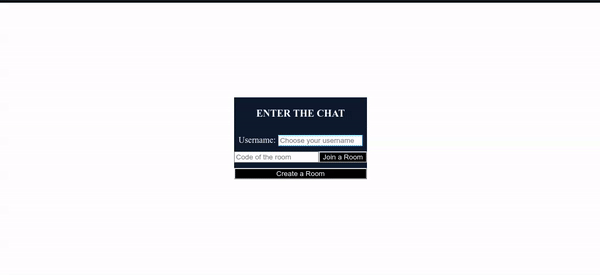 ENTER THE CHAT
Username: Choose your username
Code of the room Join a Room
Create a Room